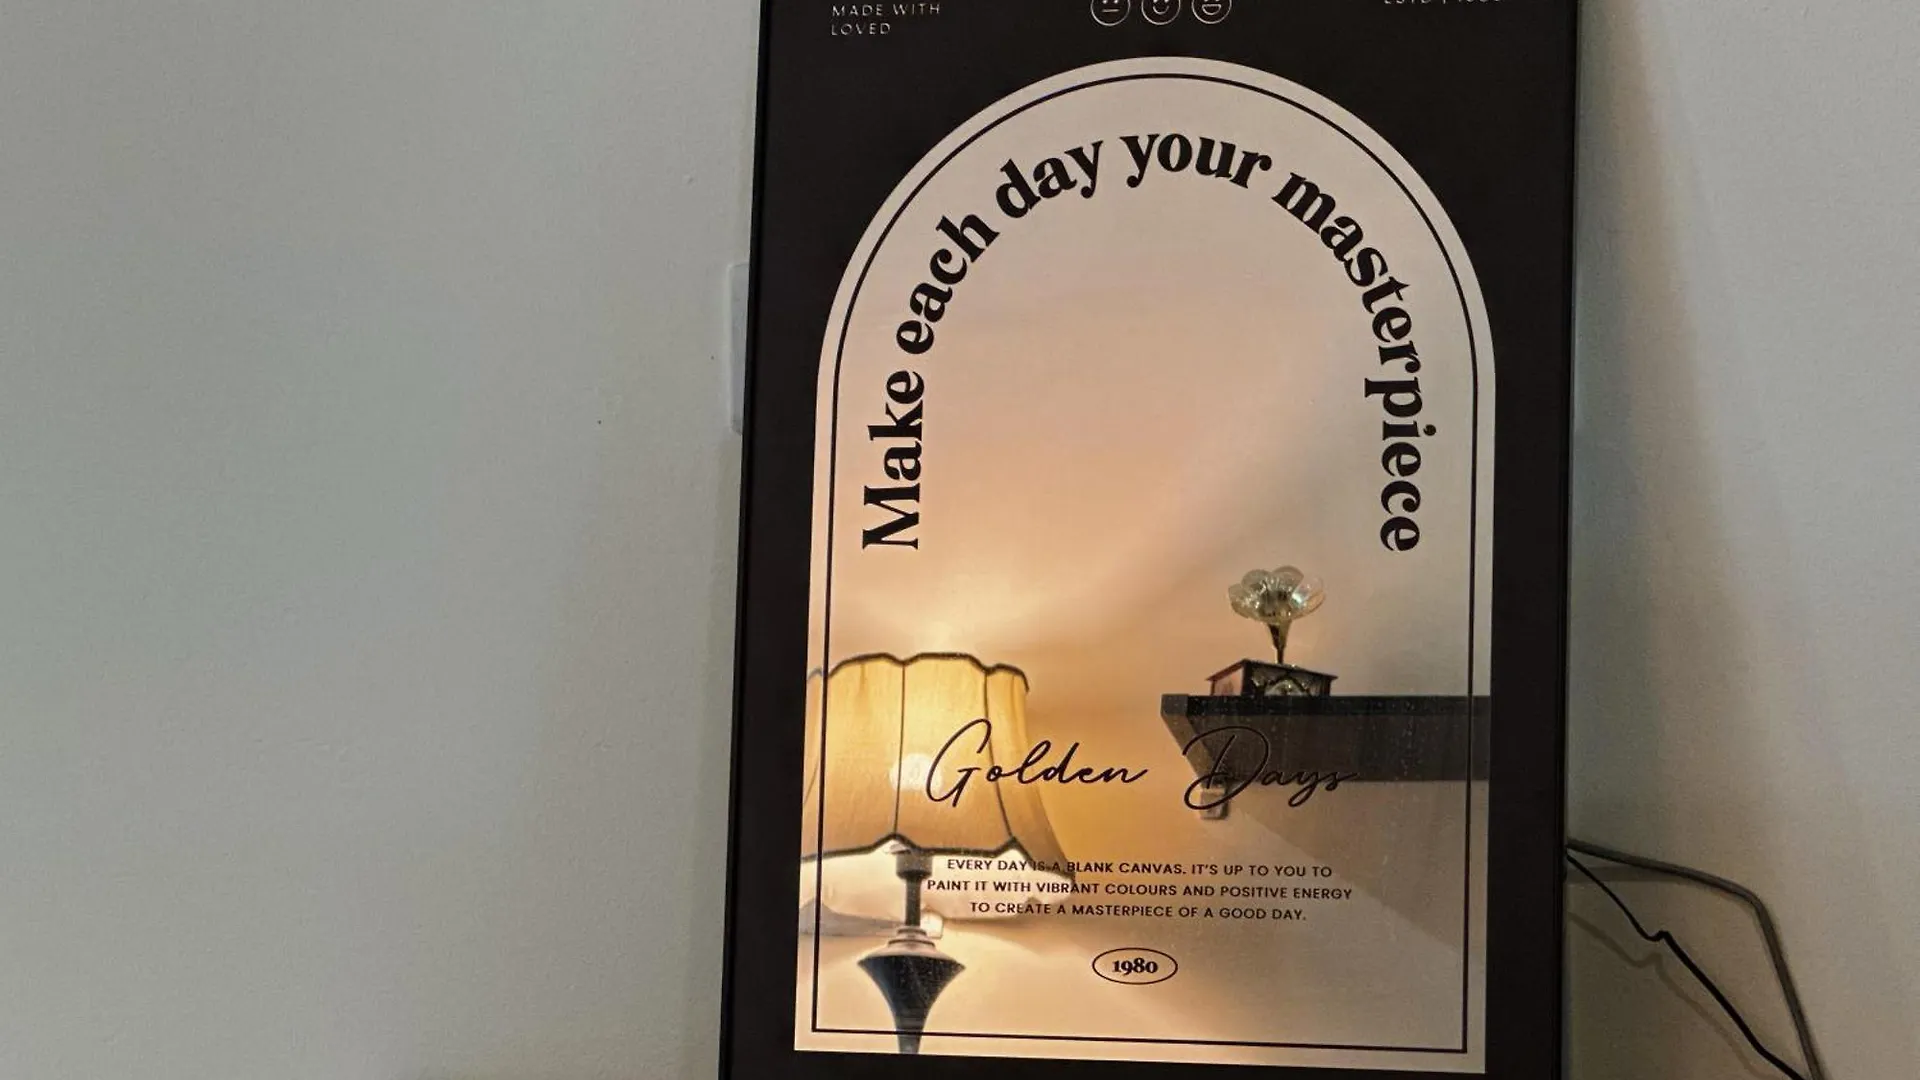 MADE WITH
LOVED
Make each day your masterpiece
Golden Days
EVERY DAY IS A BLANK CANVAS. IT'S UP TO YOU TO
PAINT IT WITH VIBRANT COLOURS AND POSITIVE ENERGY
TO CREATE A MASTERPIECE OF A GOOD DAY.
1980